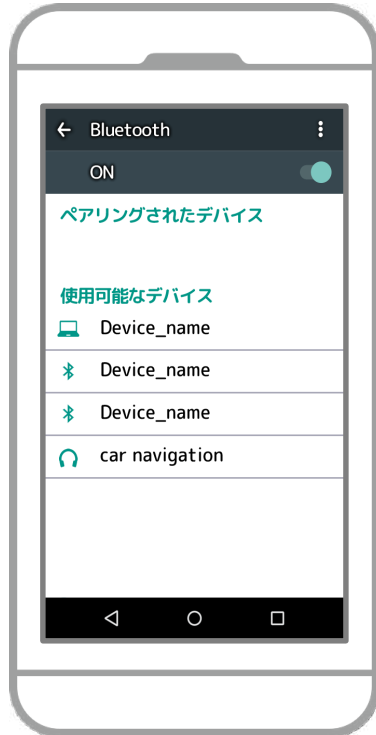 Bluetooth
ON
ペアリングされたデバイス
使用可能なデバイス
Device_name
Device_name
Device_name
car navigation